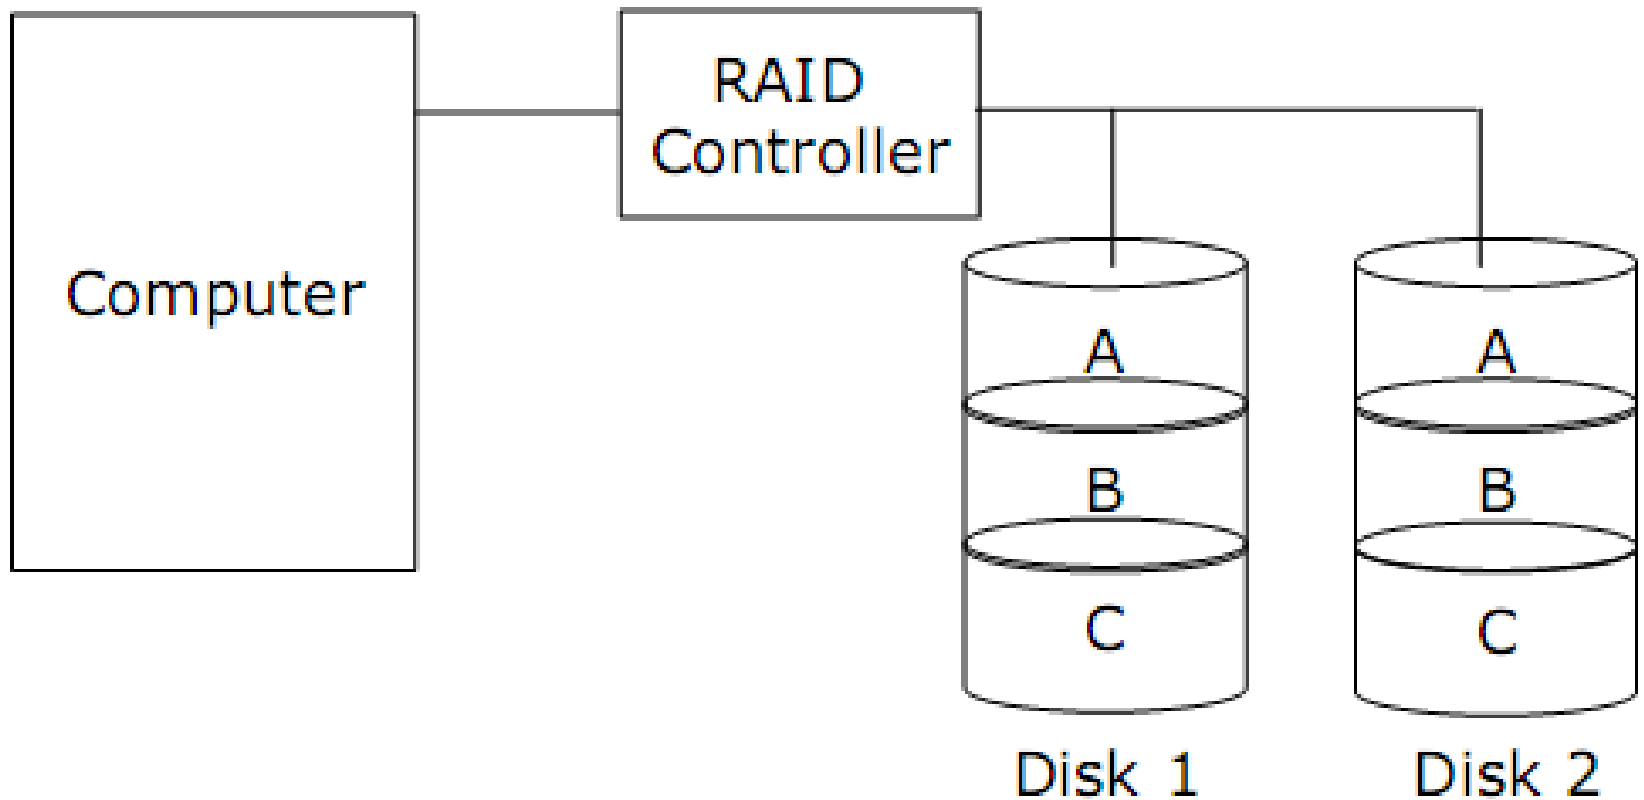 RAID
Controller
Computer
A
A
B
B
C
C
Disk 1
Disk 2